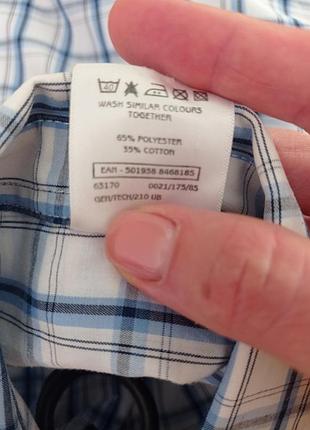 40
WASH SIMILAR COLOURS
TOGETHER
65% POLYESTER
35% COTTON
EAN - 501958 8468185
63170 0021/175/85
GEN/TECH/210 UB